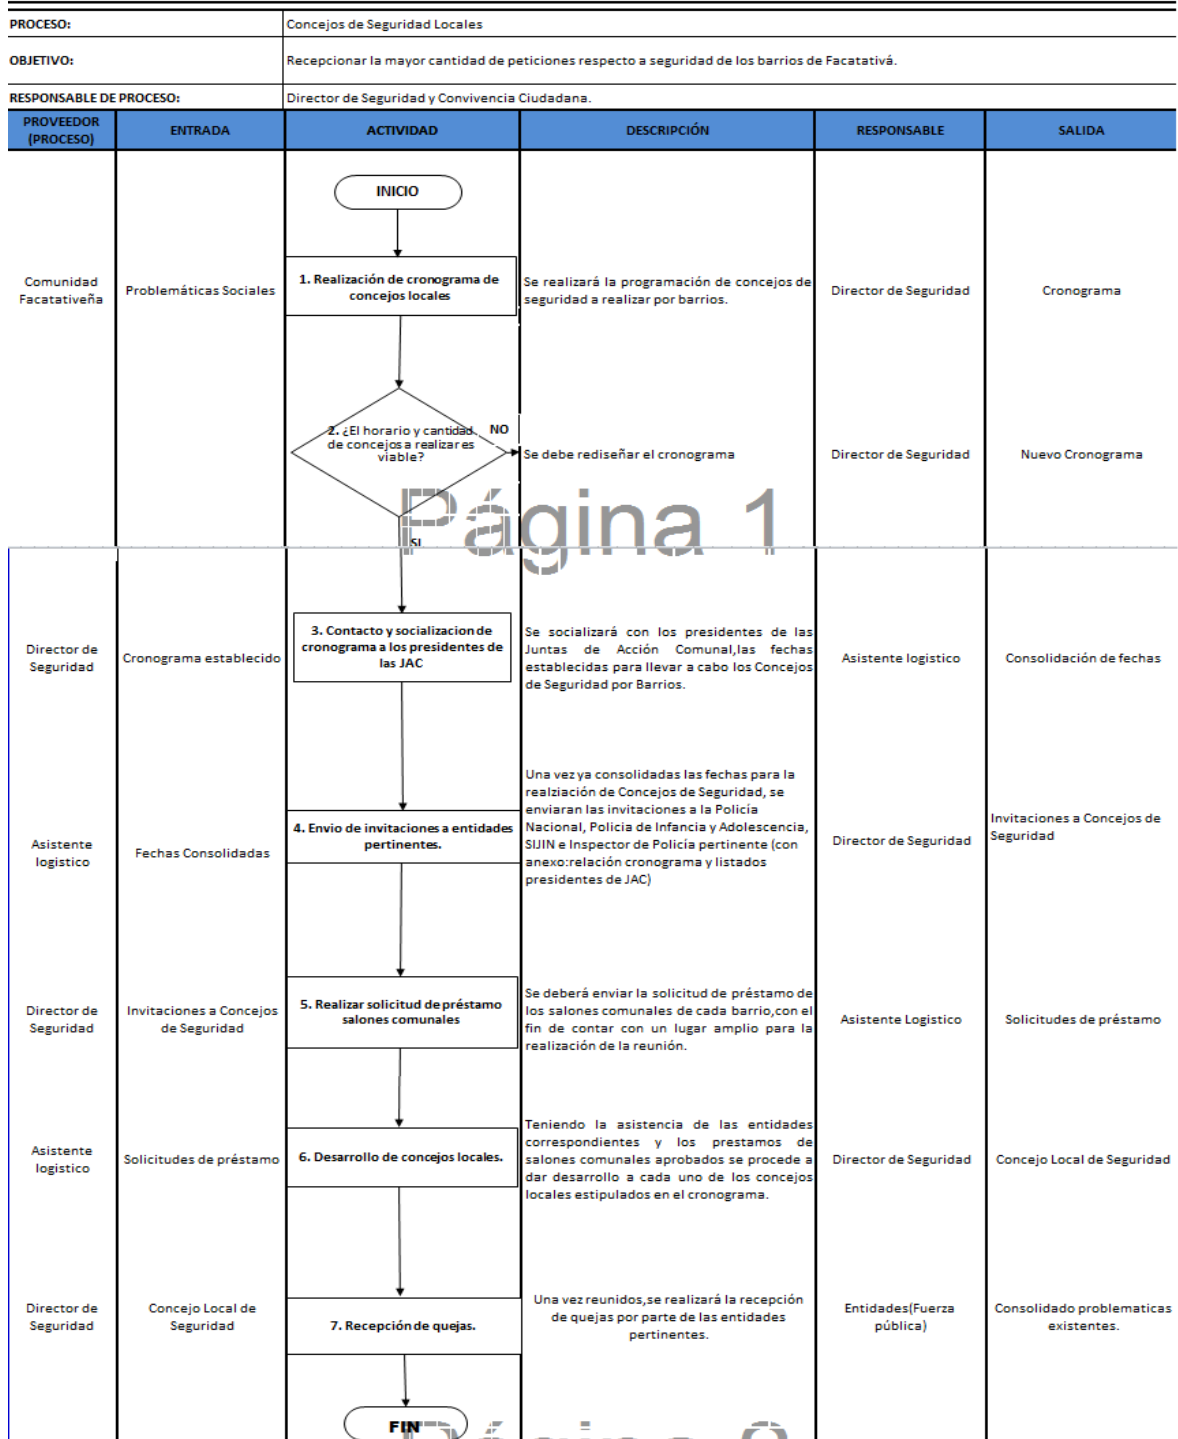 PROCESO:
Concejos de Seguridad Locales
OBJETIVO:
Recepcionar la mayor cantidad de peticiones respecto a seguridad de los barrios de Facatativá.
RESPONSABLE DE PROCESO:
Director de Seguridad y Convivencia Ciudadana.
PROVEEDOR
(PROCESO)
ENTRADA
ACTIVIDAD
DESCRIPCIÓN
RESPONSABLE
SALIDA
INICIO
Comunidad
Facatativeña
Problemáticas Sociales
1. Realización de cronograma de
concejos locales
Se realizará la programación de concejos de
seguridad a realizar por barrios.
Director de Seguridad
Cronograma
2. ¿El horario y cantidad
de concejos a realizar es
viable?
NO
Se debe rediseñar el cronograma
Director de Seguridad
Nuevo Cronograma
Página 1
SI
Director de
Seguridad
Cronograma establecido
3. Contacto y socializacion de
cronograma a los presidentes de
las JAC
Se socializará con los presidentes de las
Juntas de Acción Comunal,las fechas
establecidas para llevar a cabo los Concejos
de Seguridad por Barrios.
Asistente logistico
Consolidación de fechas
Asistente
logistico
Fechas Consolidadas
4. Envio de invitaciones a entidades
pertinentes.
Una vez ya consolidadas las fechas para la
realziación de Concejos de Seguridad, se
enviaran las invitaciones a la Policía
Nacional, Policia de Infancia y Adolescencia,
SIJIN e Inspector de Policía pertinente (con
anexo:relación cronograma y listados
presidentes de JAC)
Director de Seguridad
Invitaciones a Concejos de
Seguridad
Director de
Seguridad
Invitaciones a Concejos
de Seguridad
5. Realizar solicitud de préstamo
salones comunales
Se deberá enviar la solicitud de préstamo de
los salones comunales de cada barrio,con el
fin de contar con un lugar amplio para la
realización de la reunión.
Asistente Logistico
Solicitudes de préstamo
Asistente
logistico
Solicitudes de préstamo
6. Desarrollo de concejos locales.
Teniendo la asistencia de las entidades
correspondientes y los prestamos de
salones comunales aprobados se procede a
dar desarrollo a cada uno de los concejos
locales estipulados en el cronograma.
Director de Seguridad
Concejo Local de Seguridad
Director de
Seguridad
Concejo Local de
Seguridad
7. Recepción de quejas.
Una vez reunidos,se realizará la recepción
de quejas por parte de las entidades
pertinentes.
Entidades(Fuerza
pública)
Consolidado problematicas
existentes.
FIN